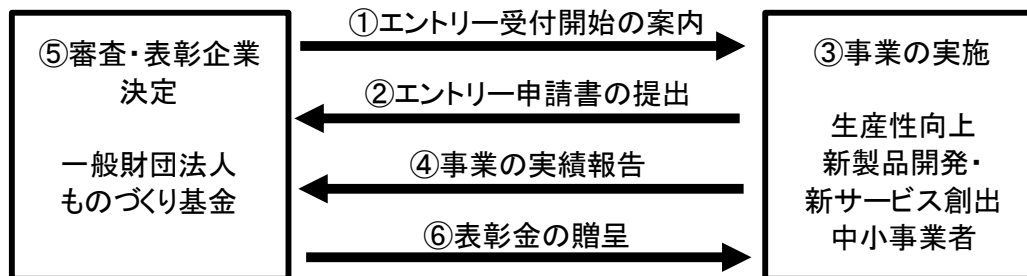 ⑤審査・表彰企業
決定
一般財団法人
ものづくり基金
①エントリー受付開始の案内
②エントリー申請書の提出
④事業の実績報告
⑥表彰金の贈呈
③事業の実施
生産性向上
新製品開発・
新サービス創出
中小事業者